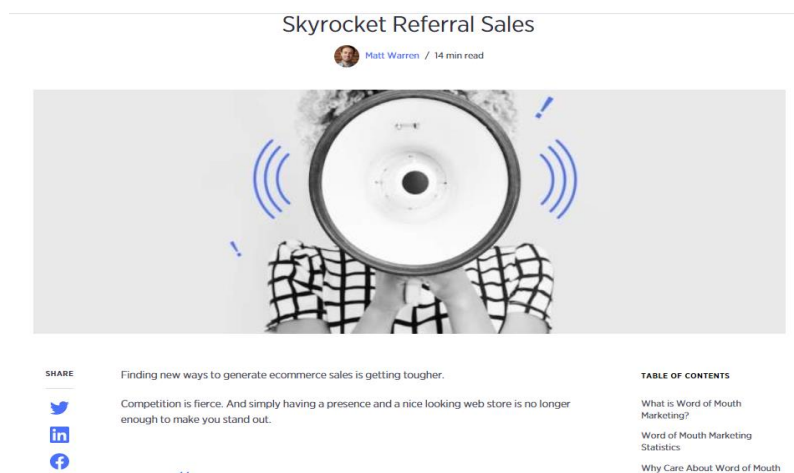 Skyrocket Referral Sales
Matt Warren / 14 min read
SHARE
Finding new ways to generate ecommerce sales is getting tougher.
Competition is fierce. And simply having a presence and a nice looking web store is no longer
enough to make you stand out.
TABLE OF CONTENTS
What is Word of Mouth
Marketing?
Word of Mouth Marketing
Statistics
Why Care About Word of Mouth